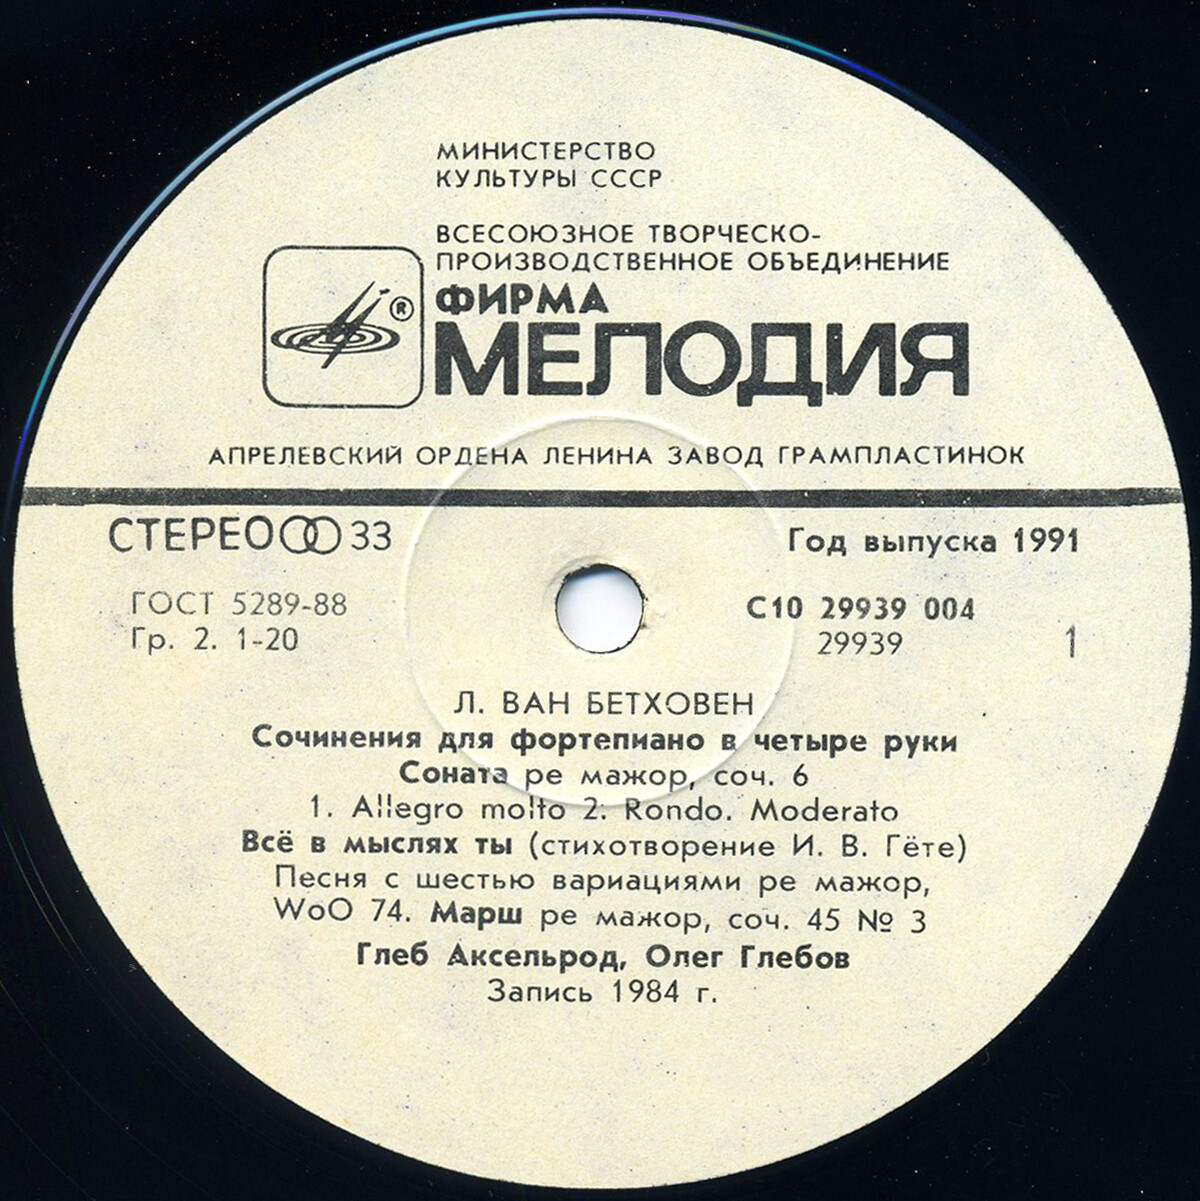 МИНИСТЕРСТВО
КУЛЬТУРЫ СССР
ВСЕСОЮЗНОЕ ТВОРЧЕСКО-
ПРОИЗВОДСТВЕННОЕ ОБЪЕДИНЕНИЕ
ФИРМА
®
МЕЛОДИЯ
АПРЕЛЕВСКИЙ ОРДЕНА ЛЕНИНА ЗАВОД ГРАМПЛАСТИНОК
СТЕРЕО 33
Год выпуска 1991
ГОСТ 5289-88
Гр. 2. 1-20
С10 29939 004
29939
1
Л. ВАН БЕТХОВЕН
Сочинения для фортепиано в четыре руки
Соната ре мажор, соч. 6
1. Allegro molto 2. Rondo. Moderato
Всё в мыслях ты (стихотворение И. В. Гёте)
Песня с шестью вариациями ре мажор,
WoO 74. Марш ре мажор, соч. 45 № 3
Глеб Аксельрод, Олег Глебов
Запись 1984 г.